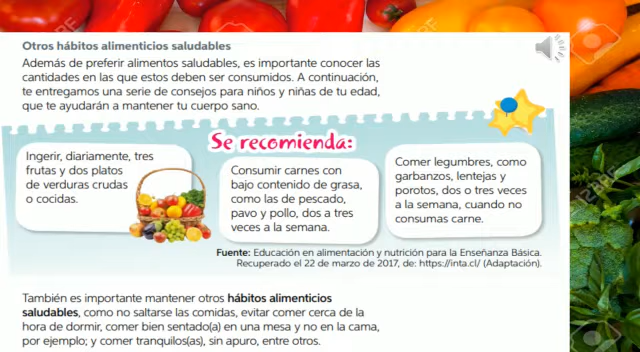 Otros hábitos alimenticios saludables
Además de preferir alimentos saludables, es importante conocer las
cantidades en las que estos deben ser consumidos. A continuación,
te entregamos una serie de consejos para niños y niñas de tu edad,
que te ayudarán a mantener tu cuerpo sano.
Se recomienda:
Ingerir, diariamente, tres
frutas y dos platos
de verduras crudas
o cocidas.
Consumir carnes con
bajo contenido de grasa,
como las de pescado,
pavo y pollo, dos a tres
veces a la semana.
Comer legumbres, como
garbanzos, lentejas y
porotos, dos o tres veces
a la semana, cuando no
consumas carne.
Fuente: Educación en alimentación y nutrición para la Enseñanza Básica.
Recuperado el 22 de marzo de 2017, de: https://inta.cl/ (Adaptación).
También es importante mantener otros hábitos alimenticios
saludables, como no saltarse las comidas, evitar comer cerca de la
hora de dormir, comer bien sentado(a) en una mesa y no en la cama,
por ejemplo; y comer tranquilos(as), sin apuro, entre otros.